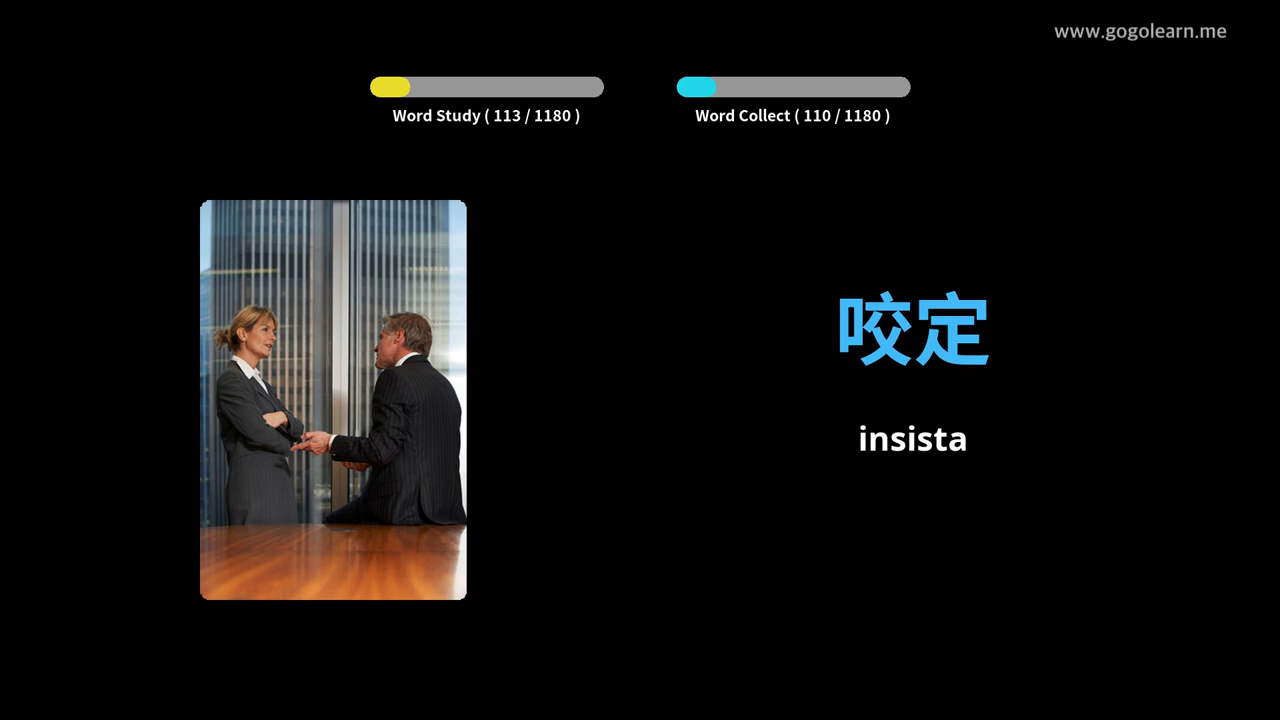 www.gogolearn.me
Word Study ( 113 / 1180 )
Word Collect ( 110 / 1180 )
咬定
insista